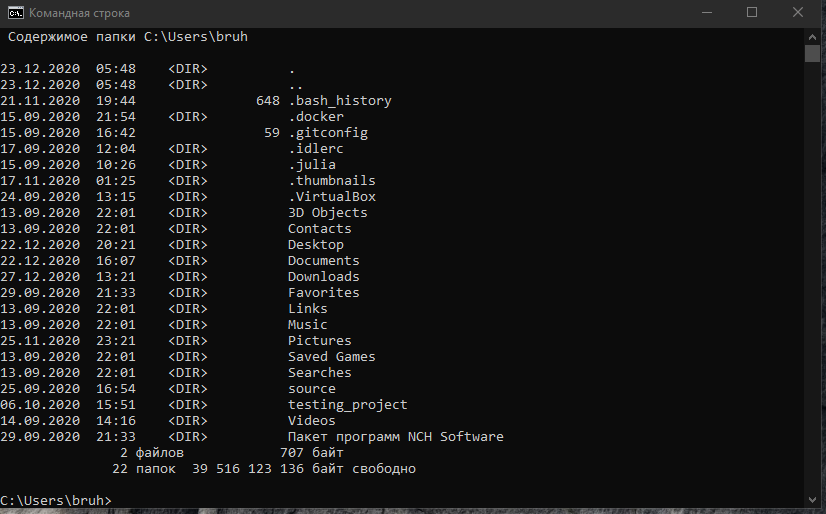 Командная строка
Содержимое папки C:\Users\bruh
23.12.2020  05:48    <DIR>          .
23.12.2020  05:48    <DIR>          ..
21.11.2020  19:44               648 .bash_history
15.09.2020  21:54    <DIR>          .docker
15.09.2020  16:42                59 .gitconfig
17.09.2020  12:04    <DIR>          .idlerc
15.09.2020  10:26    <DIR>          .julia
17.11.2020  01:25    <DIR>          .thumbnails
24.09.2020  13:15    <DIR>          .VirtualBox
13.09.2020  22:01    <DIR>          3D Objects
13.09.2020  22:01    <DIR>          Contacts
22.12.2020  20:21    <DIR>          Desktop
22.12.2020  16:07    <DIR>          Documents
27.12.2020  13:21    <DIR>          Downloads
29.09.2020  21:33    <DIR>          Favorites
13.09.2020  22:01    <DIR>          Links
13.09.2020  22:01    <DIR>          Music
25.11.2020  23:21    <DIR>          Pictures
13.09.2020  22:01    <DIR>          Saved Games
13.09.2020  22:01    <DIR>          Searches
25.09.2020  16:54    <DIR>          source
06.10.2020  15:51    <DIR>          testing_project
14.09.2020  14:16    <DIR>          Videos
29.09.2020  21:33    <DIR>          Пакет программ NCH Software
               2 файлов            707 байт
              22 папок  39 516 123 136 байт свободно
C:\Users\bruh>